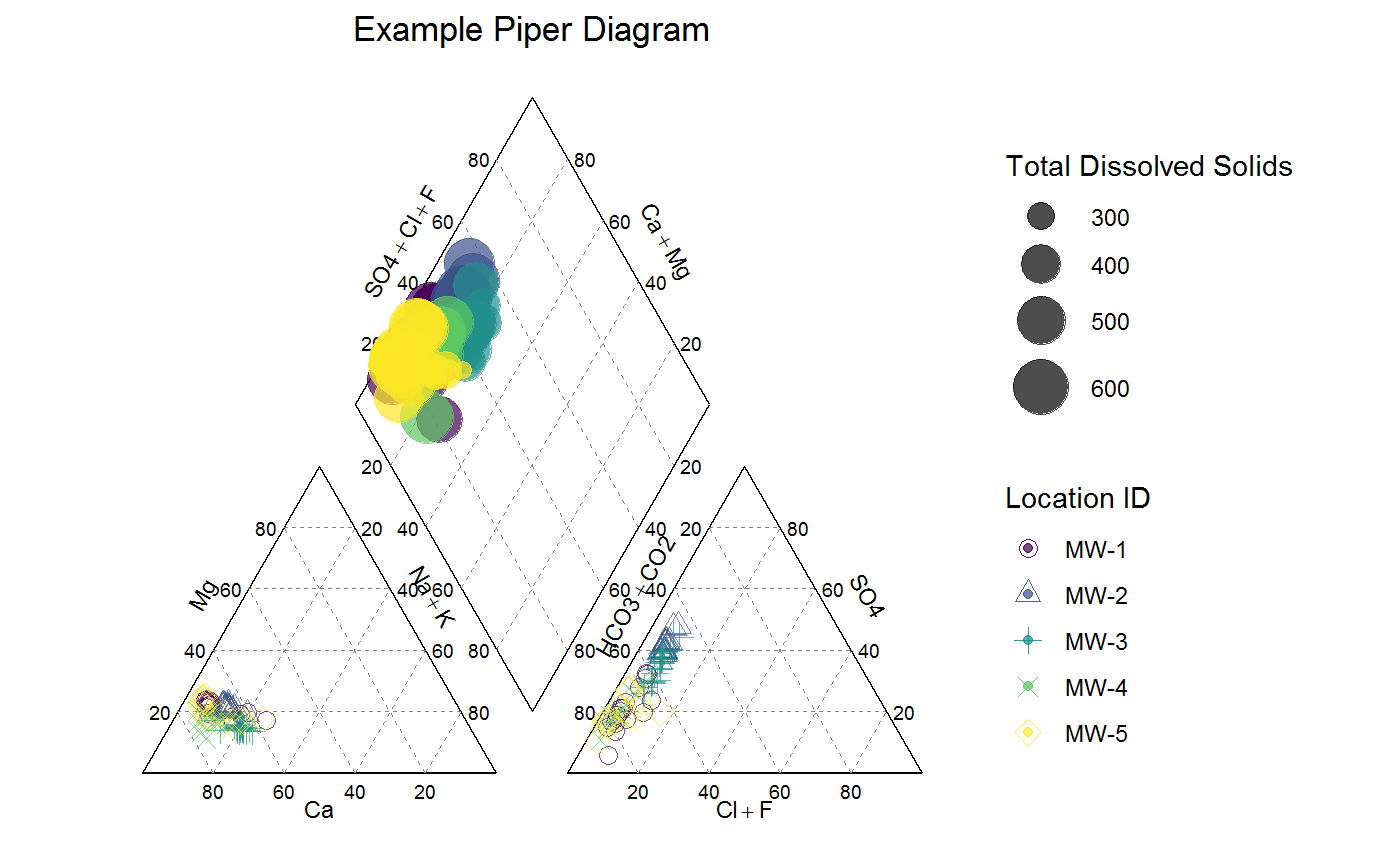 Example Piper Diagram
80 80
SO4+Cl+F Ca+Mg
60 60
40 40
20 20
20 20
80 20 40 40 20 80
Mg Na+K HCO3+CO2 SO4
60 40 60 60 40 60
40 60 80 80 60 40
20 80 80 20
80 60 40 20 20 40 60 80
Ca Cl+F
Total Dissolved Solids
300
400
500
600
Location ID
MW-1
MW-2
MW-3
MW-4
MW-5